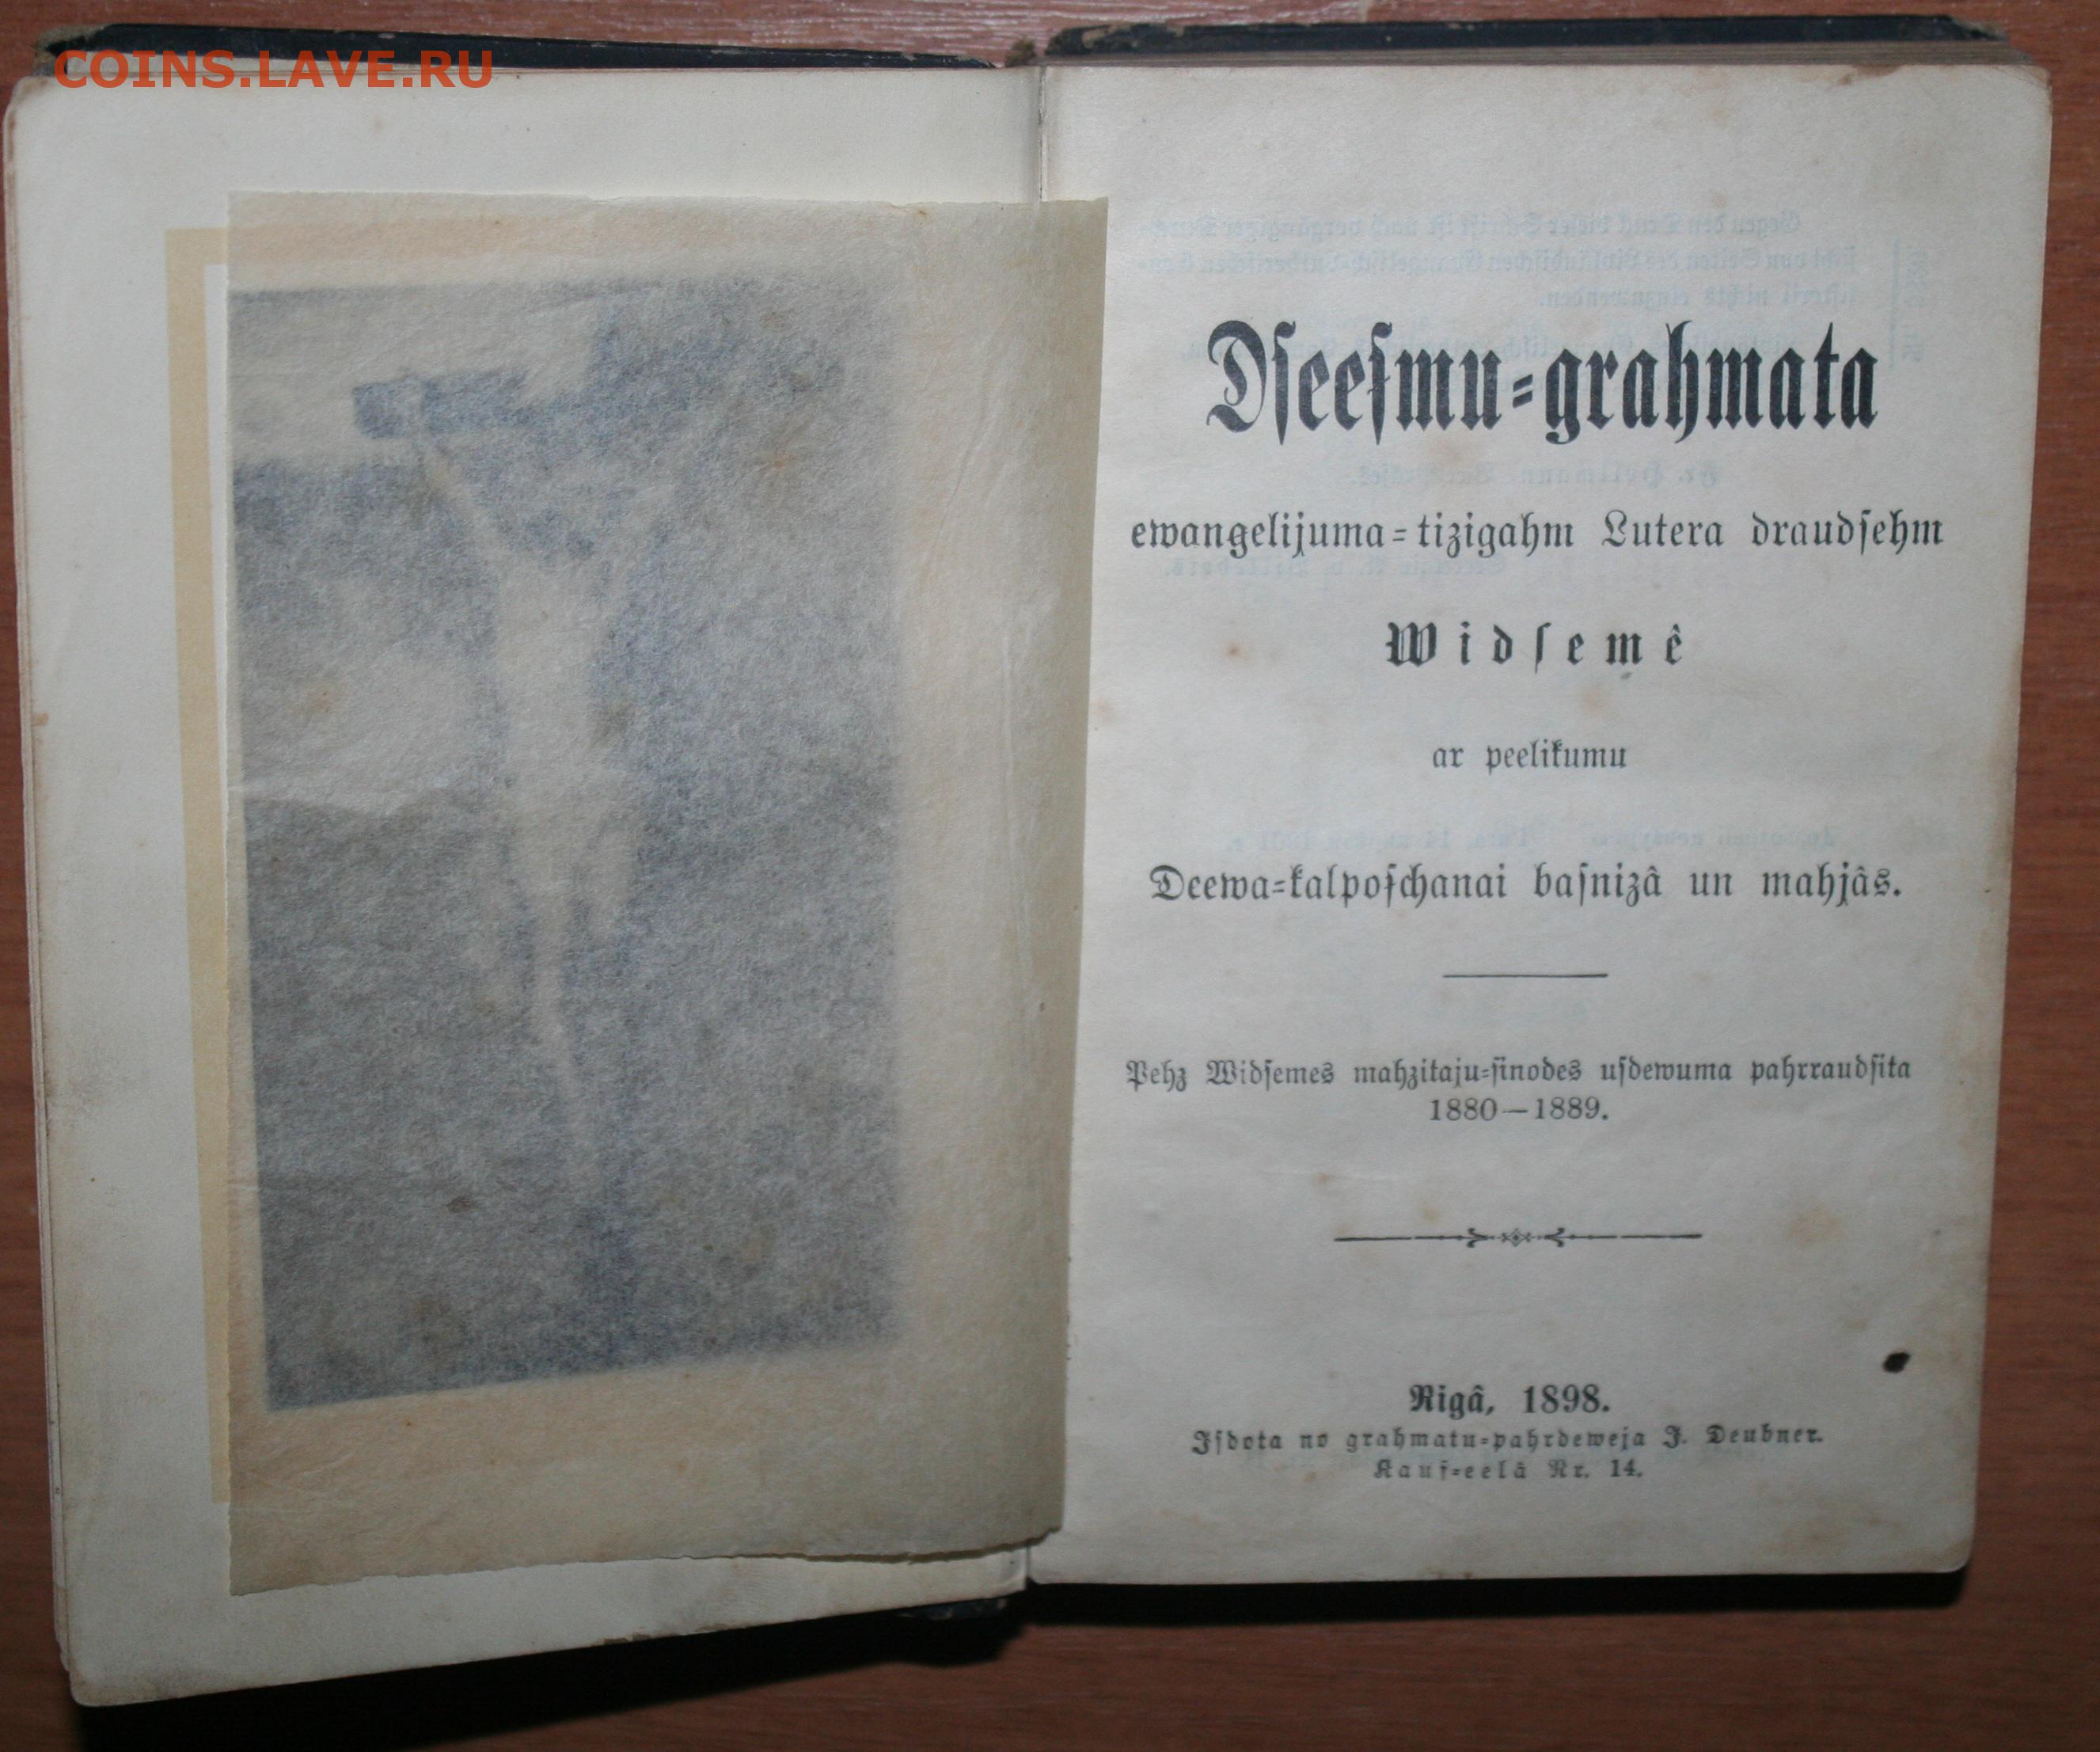 COINS.LAVE.RU
Dſeeſmu-grahmata
ewangelijuma-tizigahm Lutera draudſehm
Widſemê
ar peelikumu
Deewa-kalpoſchanai baſnizâ un mahjâs.
Pehz Widſemes mahzitaju-ſinodes uſdewuma pahrraudſita
1880—1889.
Rigâ, 1898.
Iſdota no grahmatu-pahrdeweja J. Deubner.
Kauf-eelâ Nr. 14.